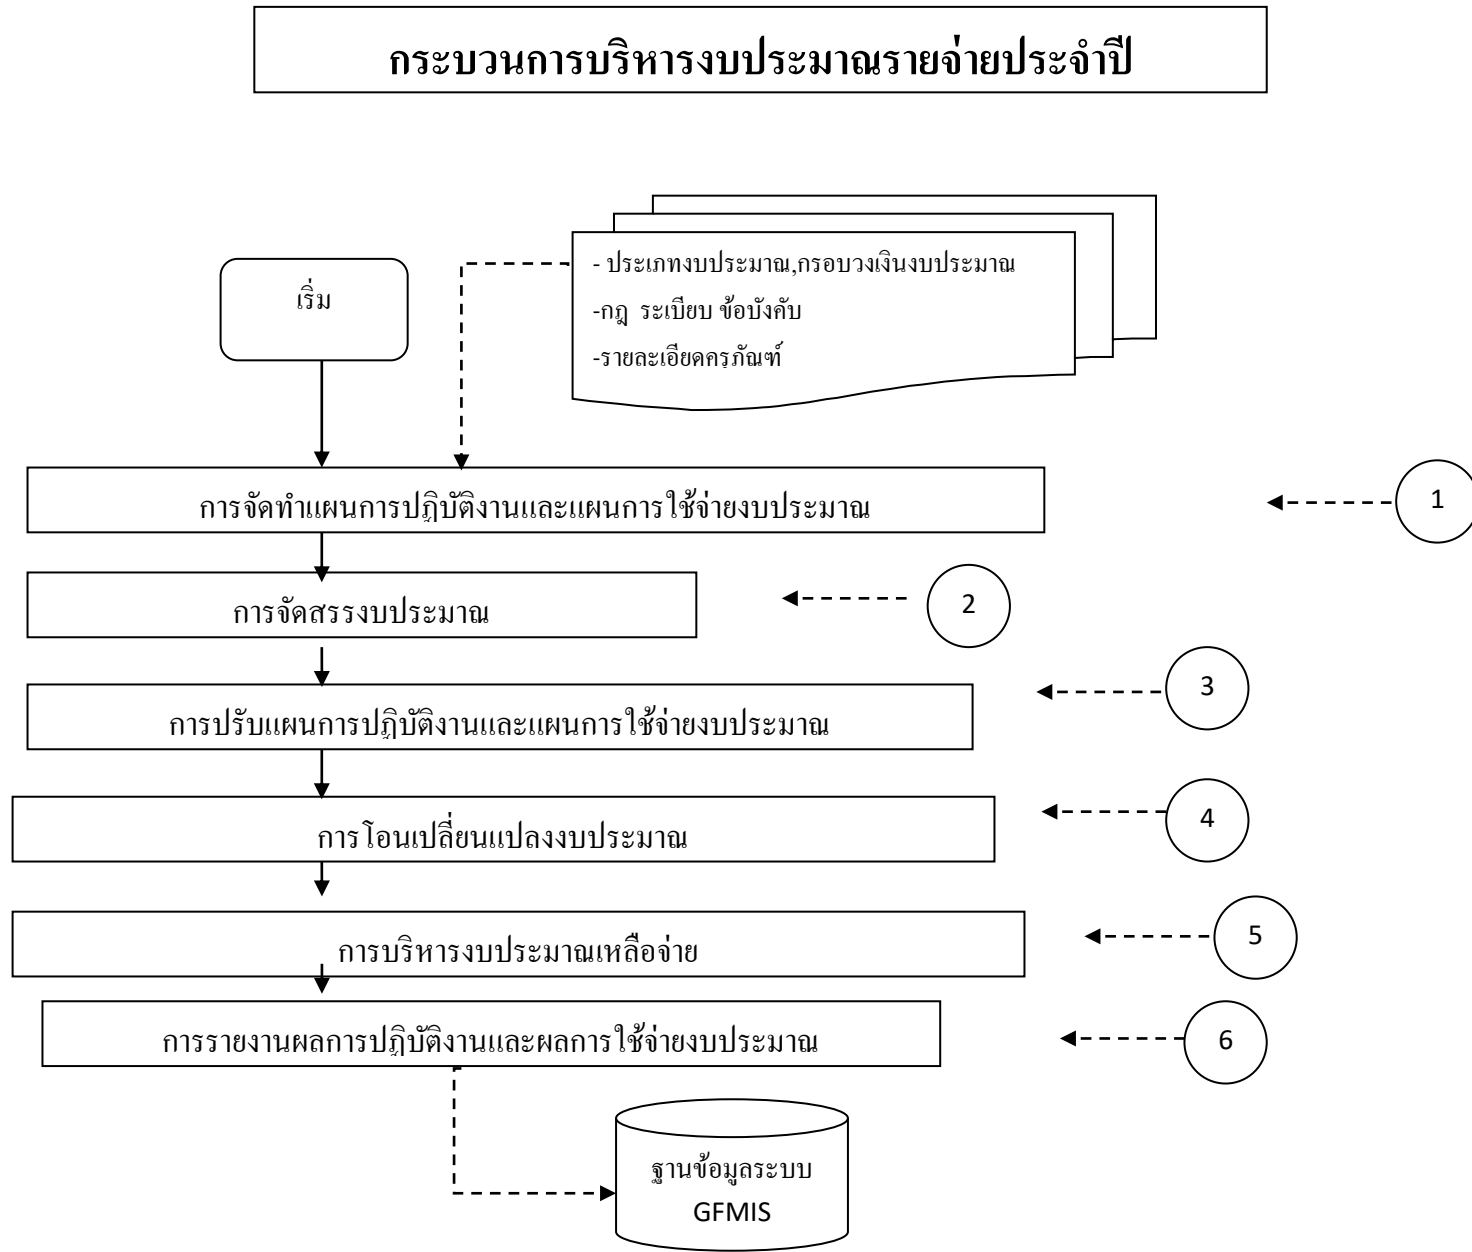 กระบวนการบริหารงบประมาณรายจ่ายประจำปี
เริ่ม
- ประเภทงบประมาณ,กรอบวงเงินงบประมาณ
-กฎ ระเบียบ ข้อบังคับ
-รายละเอียดครุภัณฑ์
การจัดทำแผนการปฏิบัติงานและแผนการใช้จ่ายงบประมาณ
1
การจัดสรรงบประมาณ
2
การปรับแผนการปฏิบัติงานและแผนการใช้จ่ายงบประมาณ
3
การโอนเปลี่ยนแปลงงบประมาณ
4
การบริหารงบประมาณเหลือจ่าย
5
การรายงานผลการปฏิบัติงานและผลการใช้จ่ายงบประมาณ
6
ฐานข้อมูลระบบ
GFMIS